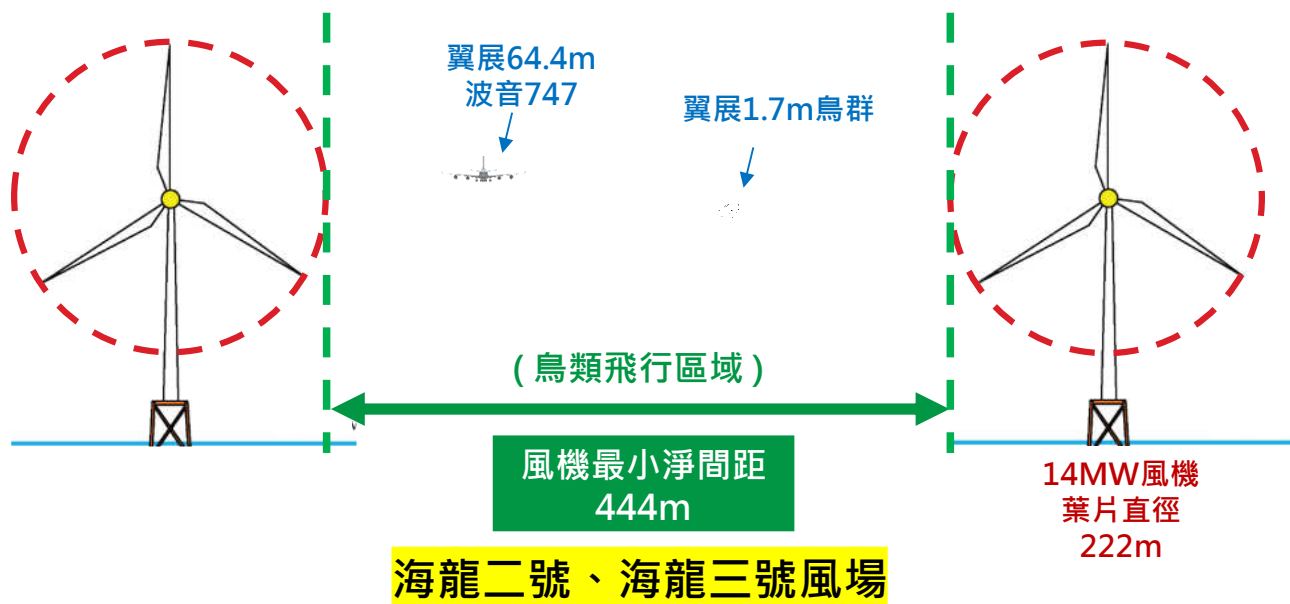 翼展64.4m
波音747
翼展1.7m鳥群
(鳥類飛行區域)
風機最小淨間距
444m
14MW風機
葉片直徑
222m
海龍二號、海龍三號風場